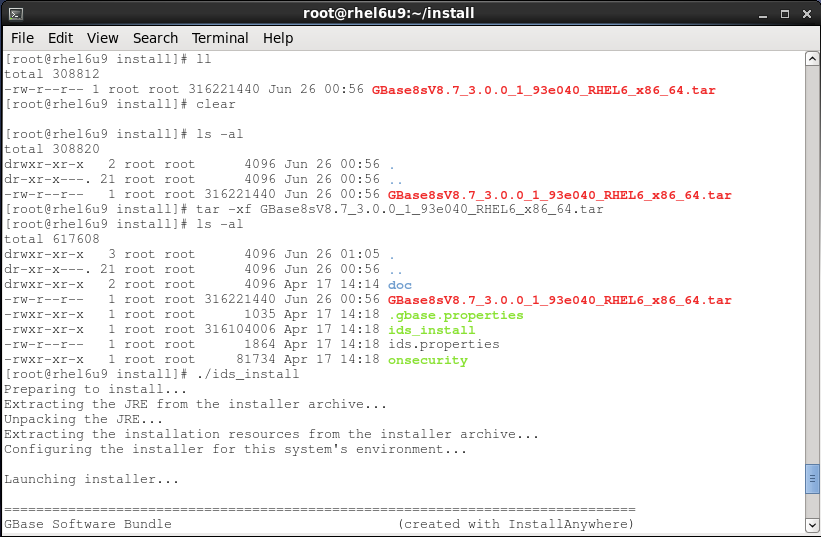 root@rhel6u9:~/install
File Edit View Search Terminal Help
[root@rhel6u9 install]# ll
total 308812
-rw-r--r-- 1 root root 316221440 Jun 26 00:56 GBase8sV8.7_3.0.0_1_93e040_RHEL6_x86_64.tar
[root@rhel6u9 install]# clear
[root@rhel6u9 install]# ls -al
total 308820
drwxr-xr-x   2 root root      4096 Jun 26 00:56 .
dr-xr-x---. 21 root root      4096 Jun 26 00:56 ..
-rw-r--r--   1 root root 316221440 Jun 26 00:56 GBase8sV8.7_3.0.0_1_93e040_RHEL6_x86_64.tar
[root@rhel6u9 install]# tar -xf GBase8sV8.7_3.0.0_1_93e040_RHEL6_x86_64.tar
[root@rhel6u9 install]# ls -al
total 617608
drwxr-xr-x   3 root root      4096 Jun 26 01:05 .
dr-xr-x---. 21 root root      4096 Jun 26 00:56 ..
drwxr-xr-x   2 root root      4096 Apr 17 14:14 doc
-rw-r--r--   1 root root 316221440 Jun 26 00:56 GBase8sV8.7_3.0.0_1_93e040_RHEL6_x86_64.tar
-rwxr-xr-x   1 root root      1035 Apr 17 14:18 .gbase.properties
-rwxr-xr-x   1 root root 316104006 Apr 17 14:18 ids_install
-rw-r--r--   1 root root      1864 Apr 17 14:18 ids.properties
-rwxr-xr-x   1 root root     81734 Apr 17 14:18 onsecurity
[root@rhel6u9 install]# ./ids_install
Preparing to install...
Extracting the JRE from the installer archive...
Unpacking the JRE...
Extracting the installation resources from the installer archive...
Configuring the installer for this system's environment...
Launching installer...
===============================================================================
GBase Software Bundle                            (created with InstallAnywhere)